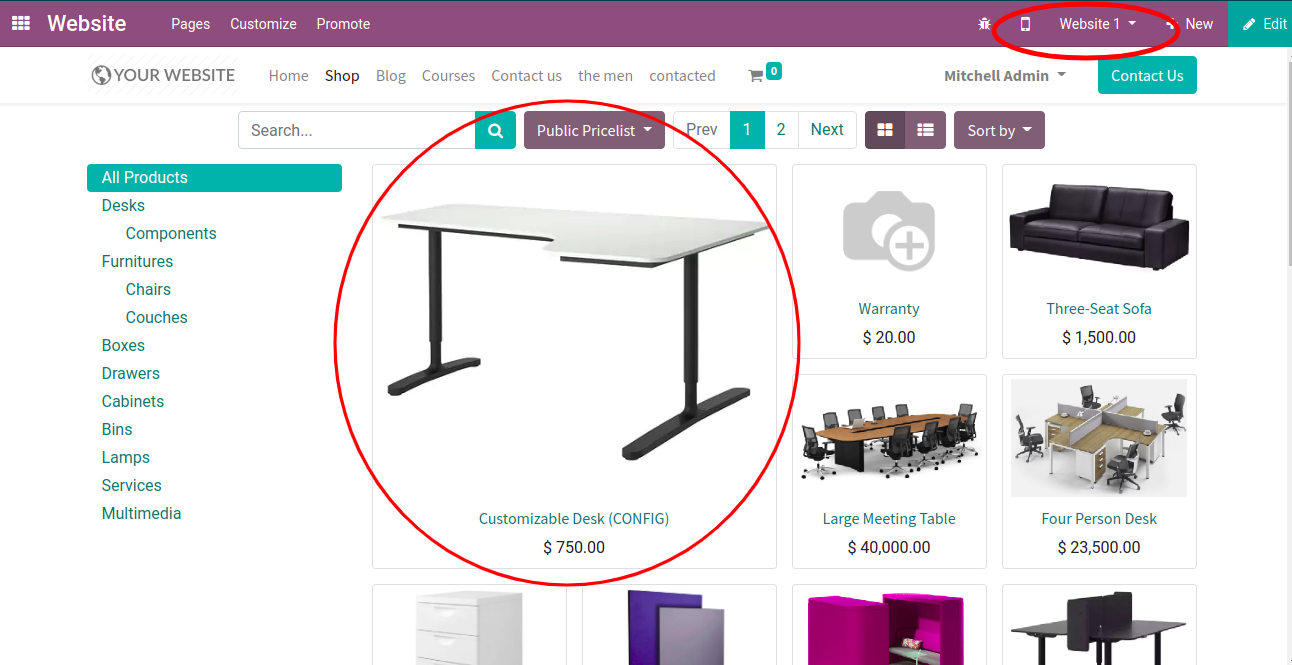 Website Pages Customize Promote Website 1 New Edit
YOUR WEBSITE Home Shop Blog Courses Contact us the men contacted 0 Mitchell Admin Contact Us
Search... Public Pricelist Prev 1 2 Next Sort by
All Products
Desks
Components
Furnitures
Chairs
Couches
Boxes
Drawers
Cabinets
Bins
Lamps
Services
Multimedia
Customizable Desk (CONFIG)
$ 750.00
Warranty
$ 20.00
Three-Seat Sofa
$ 1,500.00
Large Meeting Table
$ 40,000.00
Four Person Desk
$ 23,500.00